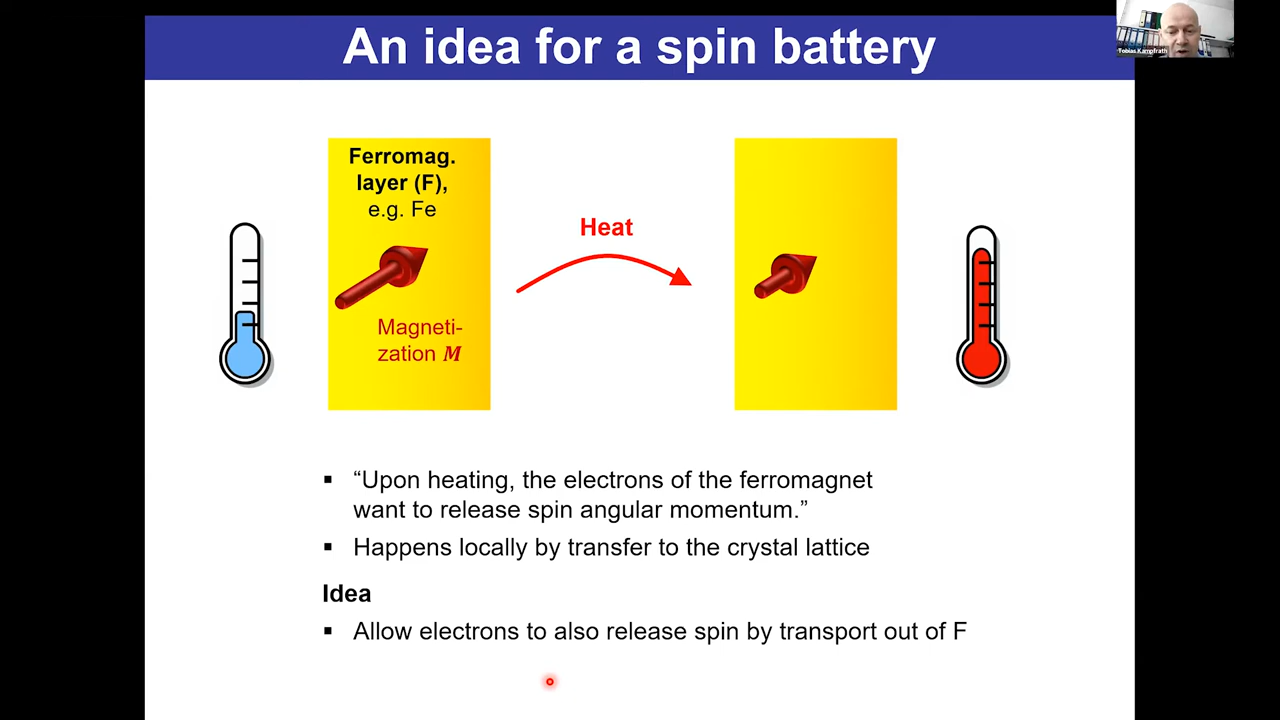 An idea for a spin battery
Tobias Kampfrath
Ferromag.
layer (F),
e.g. Fe
Heat
Magneti-
zation M
▪ “Upon heating, the electrons of the ferromagnet
want to release spin angular momentum.”
▪ Happens locally by transfer to the crystal lattice
Idea
▪ Allow electrons to also release spin by transport out of F